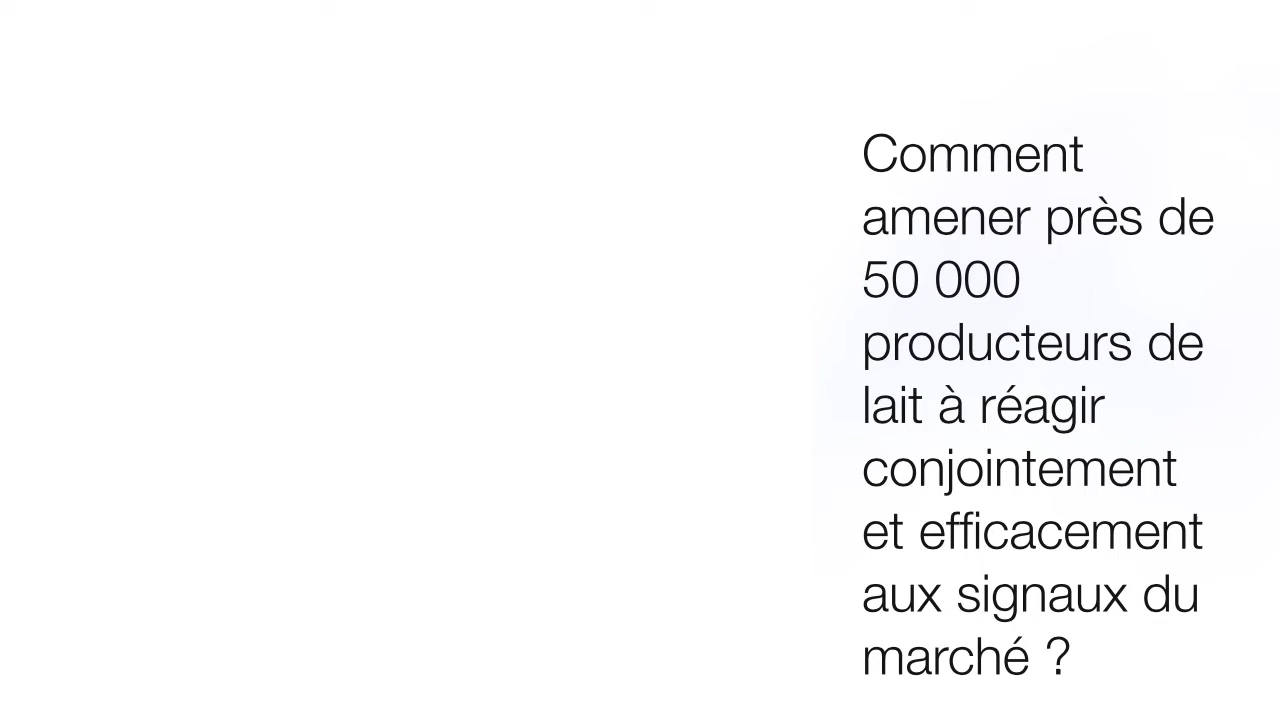 Comment
amener près de
50 000
producteurs de
lait à réagir
conjointement
et efficacement
aux signaux du
marché ?